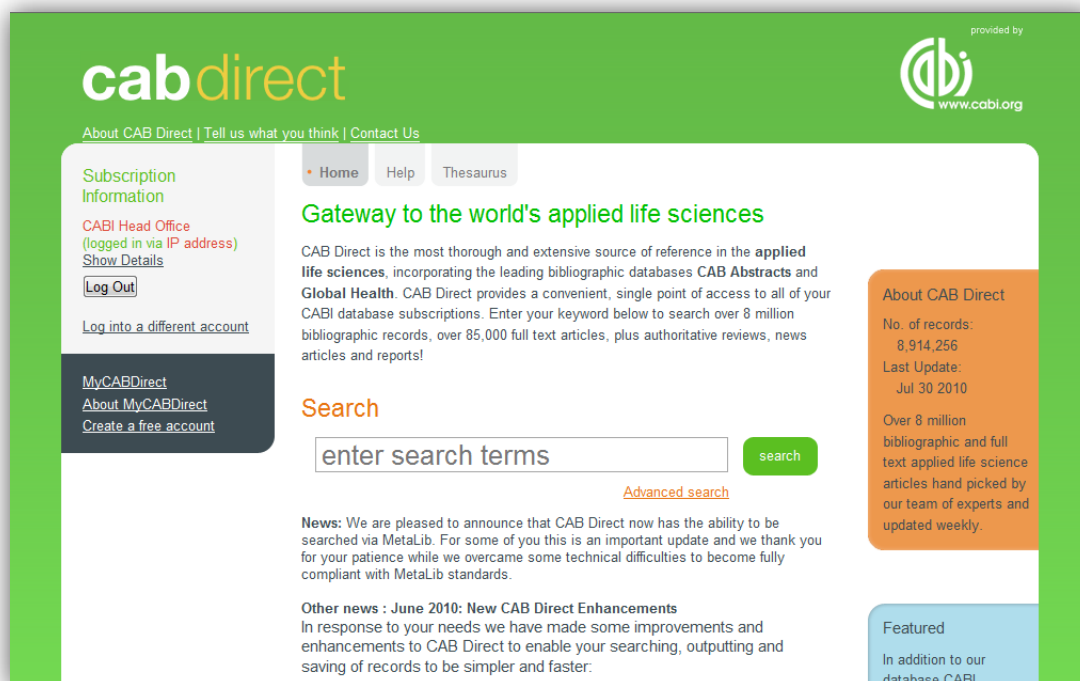 provided by
cabdirect
www.cabi.org
About CAB Direct | Tell us what you think | Contact Us
Subscription
Information
CABI Head Office
(logged in via IP address)
Show Details
Log Out
Log into a different account
MyCABDirect
About MyCABDirect
Create a free account
• Home
Help
Thesaurus
Gateway to the world's applied life sciences
CAB Direct is the most thorough and extensive source of reference in the applied
life sciences, incorporating the leading bibliographic databases CAB Abstracts and
Global Health. CAB Direct provides a convenient, single point of access to all of your
CABI database subscriptions. Enter your keyword below to search over 8 million
bibliographic records, over 85,000 full text articles, plus authoritative reviews, news
articles and reports!
Search
enter search terms
search
Advanced search
News: We are pleased to announce that CAB Direct now has the ability to be
searched via MetaLib. For some of you this is an important update and we thank you
for your patience while we overcame some technical difficulties to become fully
compliant with MetaLib standards.
Other news : June 2010: New CAB Direct Enhancements
In response to your needs we have made some improvements and
enhancements to CAB Direct to enable your searching, outputting and
saving of records to be simpler and faster:
About CAB Direct
No. of records:
8,914,256
Last Update:
Jul 30 2010
Over 8 million
bibliographic and full
text applied life science
articles hand picked by
our team of experts and
updated weekly.
Featured
In addition to our
database CABI